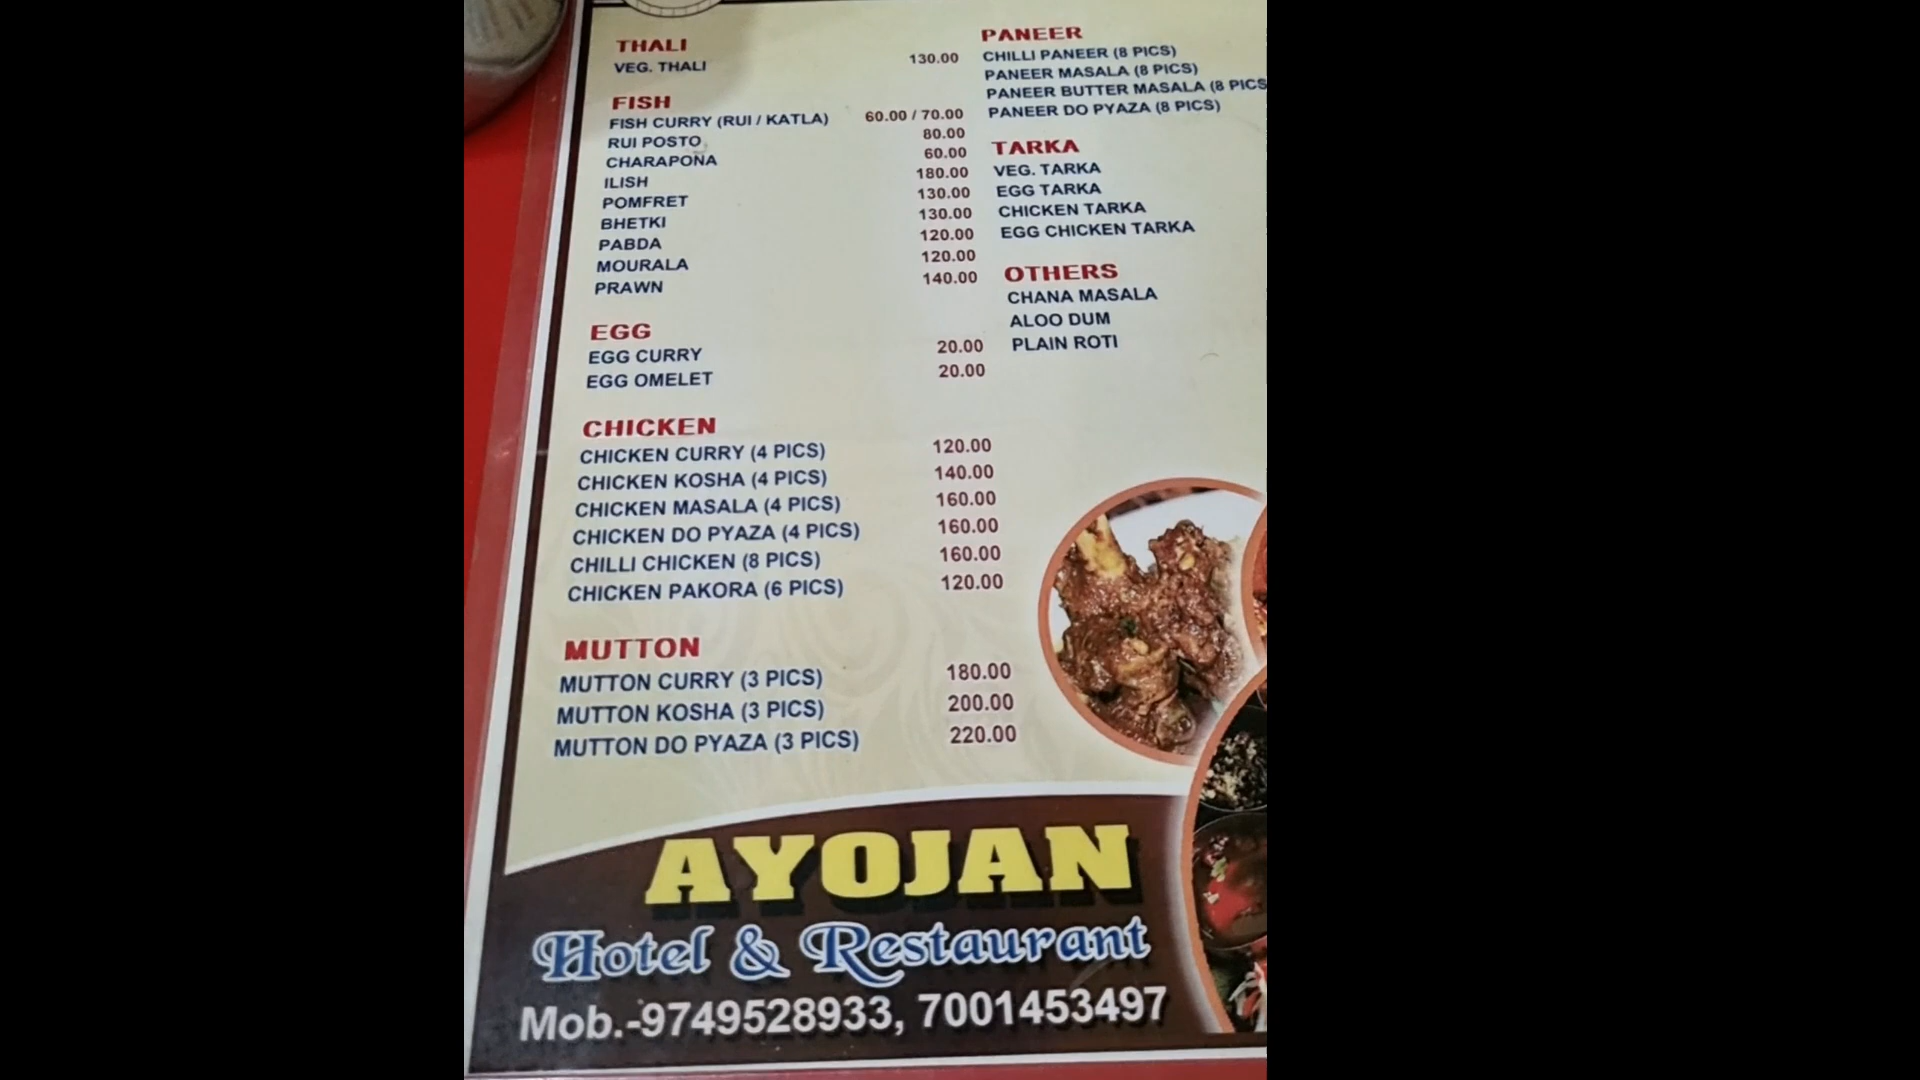 THALI
VEG. THALI 130.00
FISH
FISH CURRY (RUI / KATLA) 60.00 / 70.00
RUI POSTO 80.00
CHARAPONA 60.00
ILISH 180.00
POMFRET 130.00
BHETKI 130.00
PABDA 120.00
MOURALA 120.00
PRAWN 140.00
EGG
EGG CURRY 20.00
EGG OMELET 20.00
CHICKEN
CHICKEN CURRY (4 PICS) 120.00
CHICKEN KOSHA (4 PICS) 140.00
CHICKEN MASALA (4 PICS) 160.00
CHICKEN DO PYAZA (4 PICS) 160.00
CHILLI CHICKEN (8 PICS) 160.00
CHICKEN PAKORA (6 PICS) 120.00
MUTTON
MUTTON CURRY (3 PICS) 180.00
MUTTON KOSHA (3 PICS) 200.00
MUTTON DO PYAZA (3 PICS) 220.00
PANEER
CHILLI PANEER (8 PICS)
PANEER MASALA (8 PICS)
PANEER BUTTER MASALA (8 PICS
PANEER DO PYAZA (8 PICS)
TARKA
VEG. TARKA
EGG TARKA
CHICKEN TARKA
EGG CHICKEN TARKA
OTHERS
CHANA MASALA
ALOO DUM
PLAIN ROTI
AYOJAN
Hotel & Restaurant
Mob.-9749528933, 7001453497